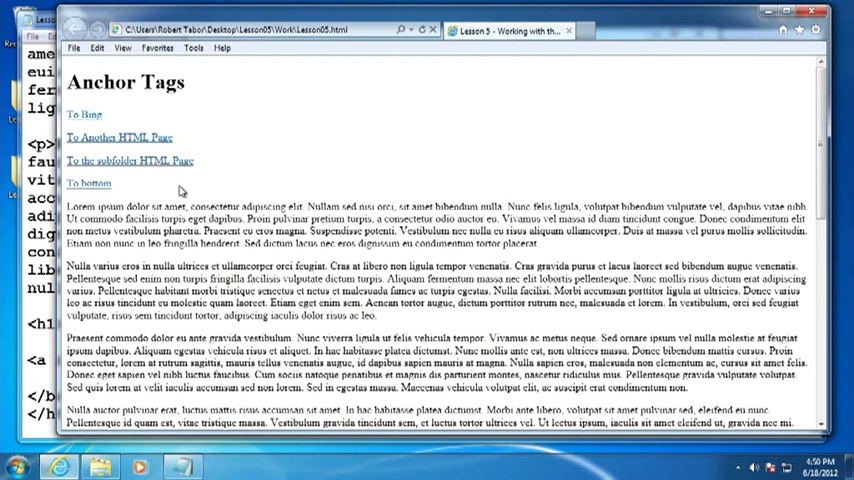 Lesso
C:\Users\Robert Tabor\Desktop\Lesson05\Work\Lesson05.html
Lesson 5 - Working with th...
File Edit View Favorites Tools Help
File
Anchor Tags
To Bing
To Another HTML Page
To the subfolder HTML Page
To bottom
Lorem ipsum dolor sit amet, consectetur adipiscing elit. Nullam sed nisi orci, sit amet bibendum nulla. Nunc felis ligula, volutpat bibendum vulputate vel, dapibus vitae nibh.
Ut commodo facilisis turpis eget dapibus. Proin pulvinar pretium turpis, a consectetur odio auctor eu. Vivamus vel massa id diam tincidunt congue. Donec condimentum elit
non metus vestibulum pharetra. Praesent eu eros magna. Suspendisse potenti. Vestibulum nec nulla eu risus aliquam ullamcorper. Duis at massa vel purus mollis sollicitudin.
Etiam non nunc in leo fringilla hendrerit. Sed dictum lacus nec eros dignissim eu condimentum tortor placerat.
Nulla varius eros in nulla ultrices et ullamcorper orci feugiat. Cras at libero non ligula tempor venenatis. Cras gravida purus et lacus laoreet sed bibendum augue venenatis.
Pellentesque sed enim non turpis fringilla facilisis vulputate id tortor. Aliquam fermentum massa nec elit lobortis pellentesque. Nunc mollis risus dictum erat adipiscing
varius. Pellentesque habitant morbi tristique senectus et netus et malesuada fames ac turpis egestas. Nulla facilisi. Morbi accumsan porttitor ligula at ultricies. Donec varius
leo ac risus tincidunt eu molestie quam laoreet. Etiam eget enim sem. Aenean tortor augue, dictum porttitor rutrum nec, malesuada et lorem. In vestibulum, orci sed feugiat
vulputate, risus sem tincidunt tortor, adipiscing iaculis dolor risus ac leo.
Praesent commodo dolor eu ante gravida vestibulum. Nunc viverra ligula ut felis vehicula tempor. Vivamus ac metus neque. Sed ornare ipsum vel nulla molestie at feugiat
ipsum dapibus. Aliquam egestas vehicula risus et aliquet. In hac habitasse platea dictumst. Nunc mollis ante est, non ultrices massa. Donec bibendum mattis cursus. Proin
consectetur, lorem at rutrum sagittis, mauris tellus venenatis augue, id dapibus sapien mauris at magna. Nulla sapien sem, elementum ac, cursus sit amet felis.
Donec eget eget sapien dui. Cum sociis natoque penatibus et magnis dis parturient montes, nascetur ridiculus mus. Pellentesque gravida vulputate dapibus.
Sed quis lorem at velit iaculis accumsan sed non lorem. Sed in egestas massa. Maecenas vehicula volutpat elit, ac suscipit erat condimentum non.
Nulla auctor pulvinar erat, luctus mattis risus accumsan sit amet. In hac habitasse platea dictumst. Morbi ante libero, volutpat sit amet pulvinar sed, eleifend eu nunc.
Pellentesque id quam est, vitae tristique massa. Vestibulum gravida tincidunt tortor ultrices vel. Ut leo lectus ipsum, sit amet eleifend ut, gravida vel mi.
ame
eui
fer
lig
<p>
fau
vit
acc
adi
dig
con
lib
nul
<h1
<a
</b
</h
4:50 PM
6/18/2012